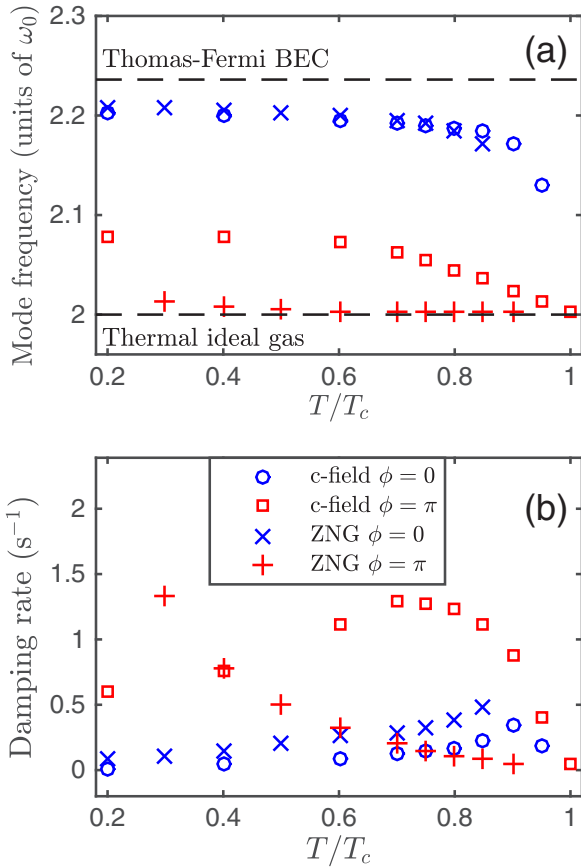 2.3
(a)
Thomas-Fermi BEC
2.2
2.1
2
Thermal ideal gas
Mode frequency (units of ω₀)
0.2 0.4 0.6 0.8 1
T/T_c
(b)
c-field ϕ = 0
c-field ϕ = π
ZNG ϕ = 0
ZNG ϕ = π
2
1.5
1
0.5
0
Damping rate (s⁻¹)
0.2 0.4 0.6 0.8 1
T/T_c